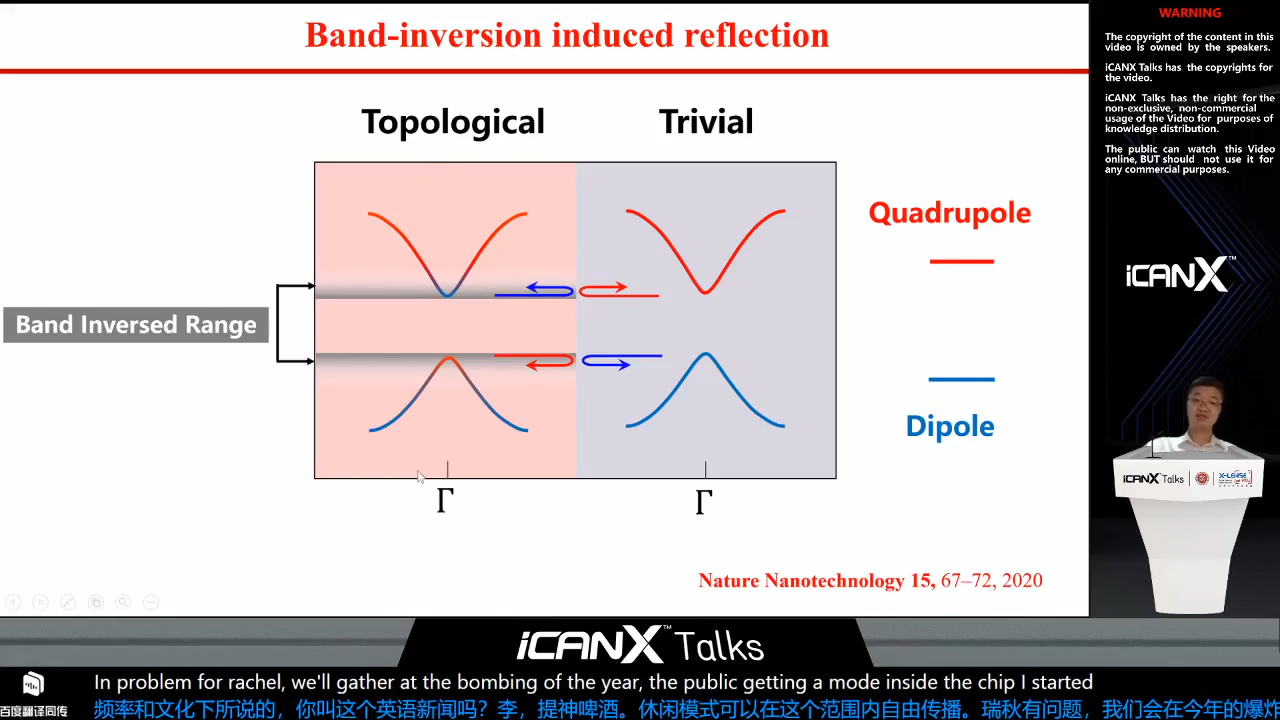 Band-inversion induced reflection
Topological
Trivial
Quadrupole
Band Inversed Range
Dipole
Γ
Γ
Nature Nanotechnology 15, 67–72, 2020
WARNING
The copyright of the content in this
video is owned by the speakers.
iCANX Talks has the copyrights for
the video.
iCANX Talks has the right for the
non-exclusive, non-commercial
usage of the Video for purposes of
knowledge distribution.
The public can watch this Video
online, BUT should not use it for
any commercial purposes.
iCANX™
iCANX Talks
X-LENSE
iCANX™ Talks
百度翻译同传
In problem for rachel, we'll gather at the bombing of the year, the public getting a mode inside the chip I started
频率和文化下所说的，你叫这个英语新闻吗？李，提神啤酒。休闲模式可以在这个范围内自由传播。瑞秋有问题，我们会在今年的爆炸